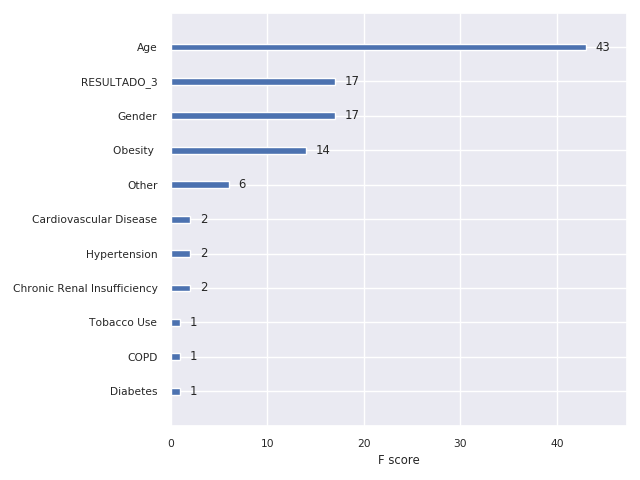 Age 43
RESULTADO_3 17
Gender 17
Obesity 14
Other 6
Cardiovascular Disease 2
Hypertension 2
Chronic Renal Insufficiency 2
Tobacco Use 1
COPD 1
Diabetes 1
0 10 20 30 40
F score